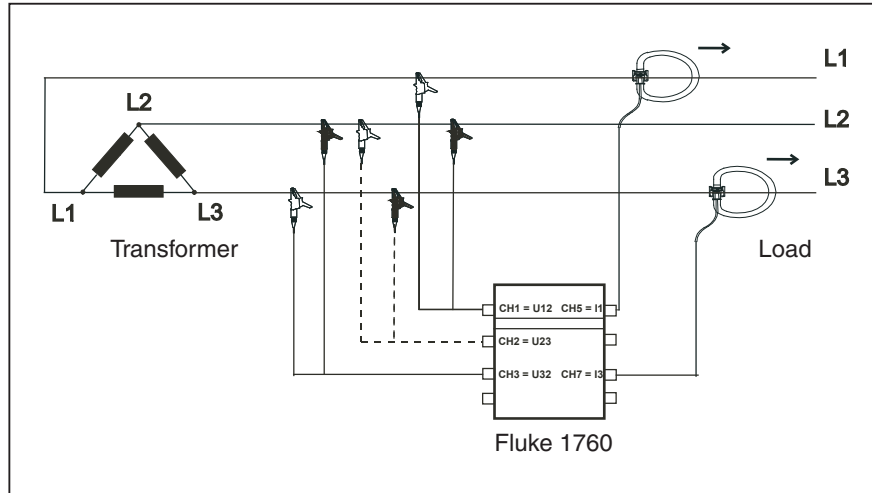 L1
L2
L2
L1
L3
L3
Transformer
Load
CH1 = U12 CH5 = I1
CH2 = U23
CH3 = U32 CH7 = I3
Fluke 1760